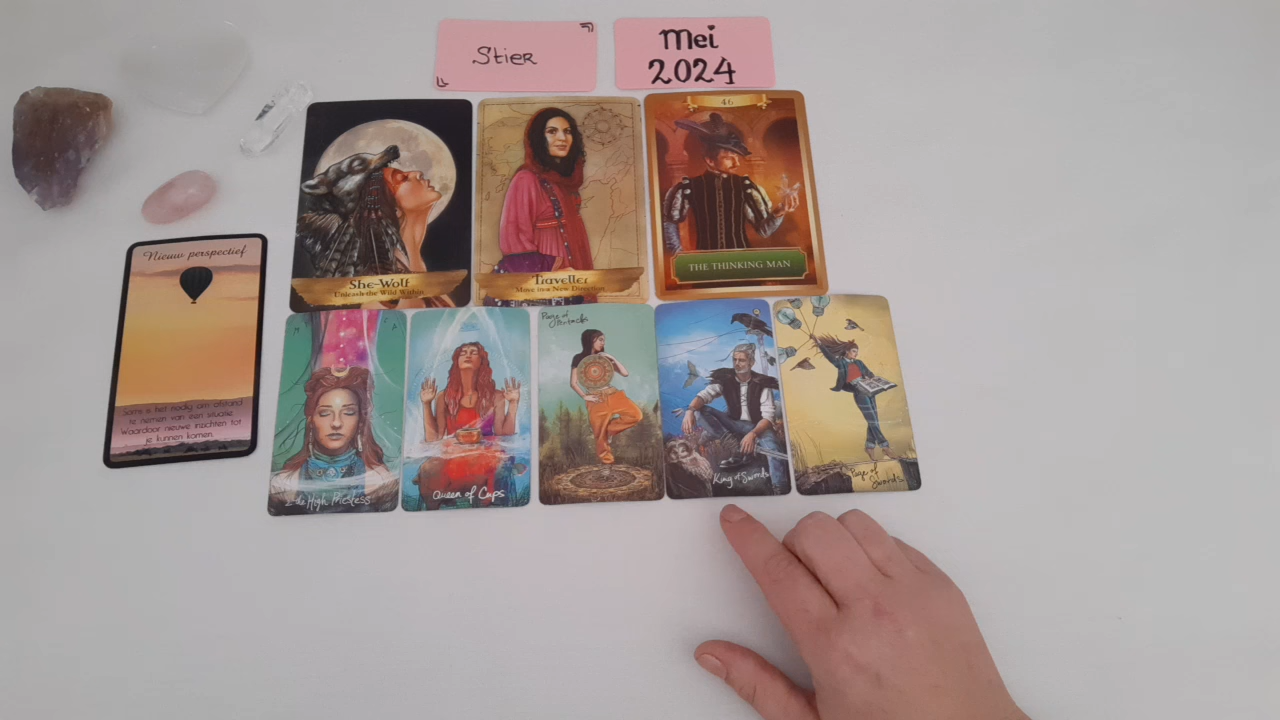 Stier
Mei
2024
Nieuw perspectief
Soms is het nodig om afstand
te nemen van een situatie
Waardoor nieuwe inzichten tot
je kunnen komen.
She-Wolf
Unleash the Wild Within
Traveller
Move in a New Direction
46
THE THINKING MAN
The High Priestess
Queen of Cups
Page of
Pentacles
King of Swords
Page of
Swords